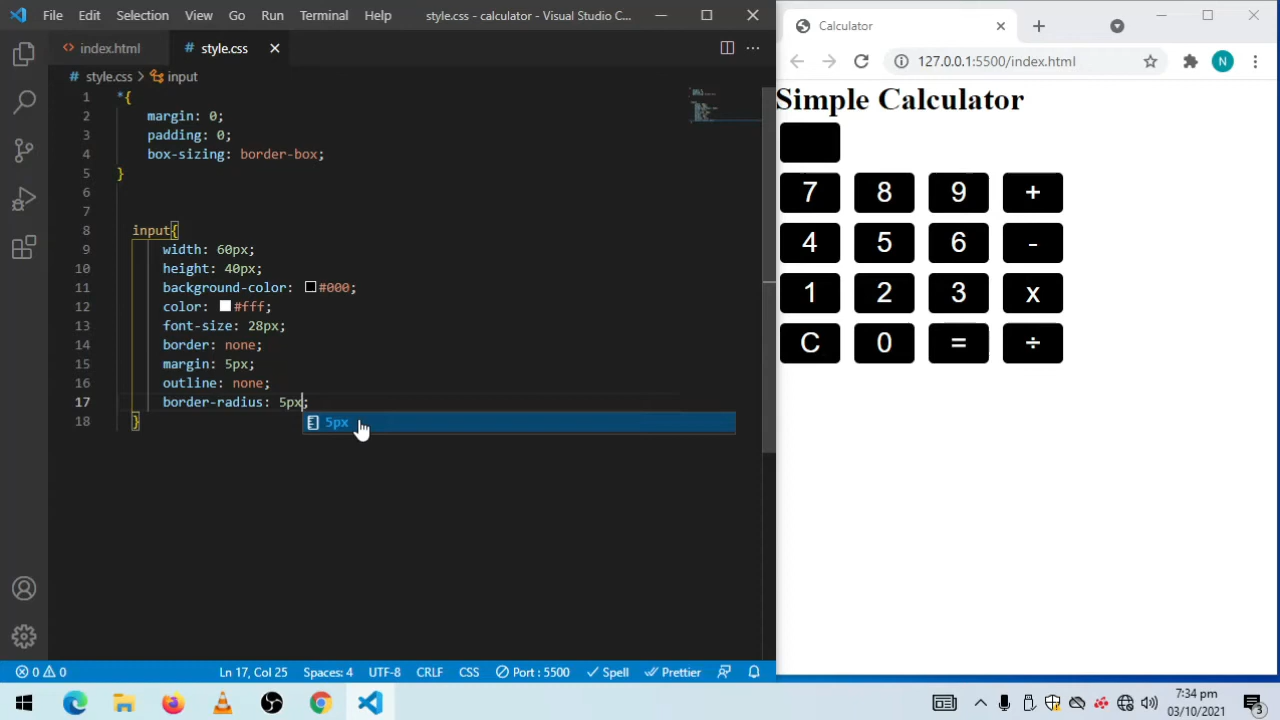 File Edit Selection View Go Run Terminal Help style.css - calculator - Visual Studio C...
index.html style.css
style.css input
1 *{
2 margin: 0;
3 padding: 0;
4 box-sizing: border-box;
5 }
6
7
8 input{
9 width: 60px;
10 height: 40px;
11 background-color: #000;
12 color: #fff;
13 font-size: 28px;
14 border: none;
15 margin: 5px;
16 outline: none;
17 border-radius: 5px;
18 }
5px
0 0 Ln 17, Col 25 Spaces: 4 UTF-8 CRLF CSS Port : 5500 Spell Prettier
Calculator
N
127.0.0.1:5500/index.html
Simple Calculator
7 8 9 +
4 5 6 -
1 2 3 x
C 0 = ÷
7:34 pm
03/10/2021
3